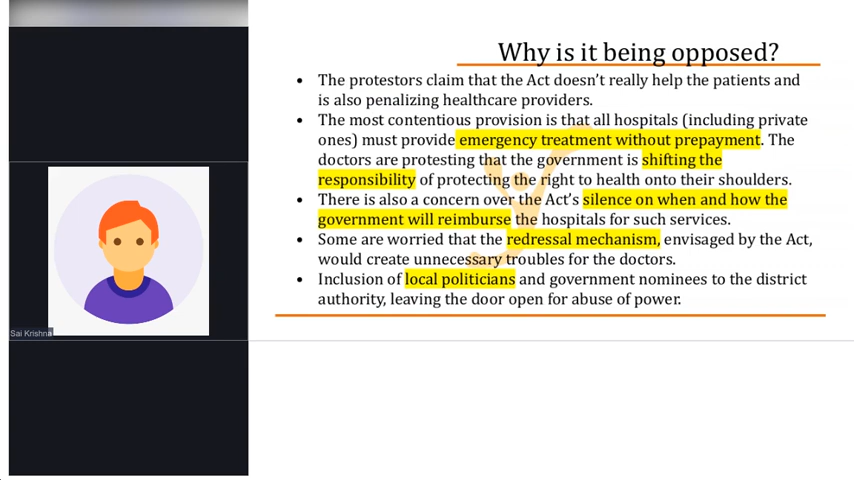 Why is it being opposed?
• The protestors claim that the Act doesn't really help the patients and
is also penalizing healthcare providers.
• The most contentious provision is that all hospitals (including private
ones) must provide emergency treatment without prepayment. The
doctors are protesting that the government is shifting the
responsibility of protecting the right to health onto their shoulders.
• There is also a concern over the Act's silence on when and how the
government will reimburse the hospitals for such services.
• Some are worried that the redressal mechanism, envisaged by the Act,
would create unnecessary troubles for the doctors.
• Inclusion of local politicians and government nominees to the district
authority, leaving the door open for abuse of power.
Sai Krishna